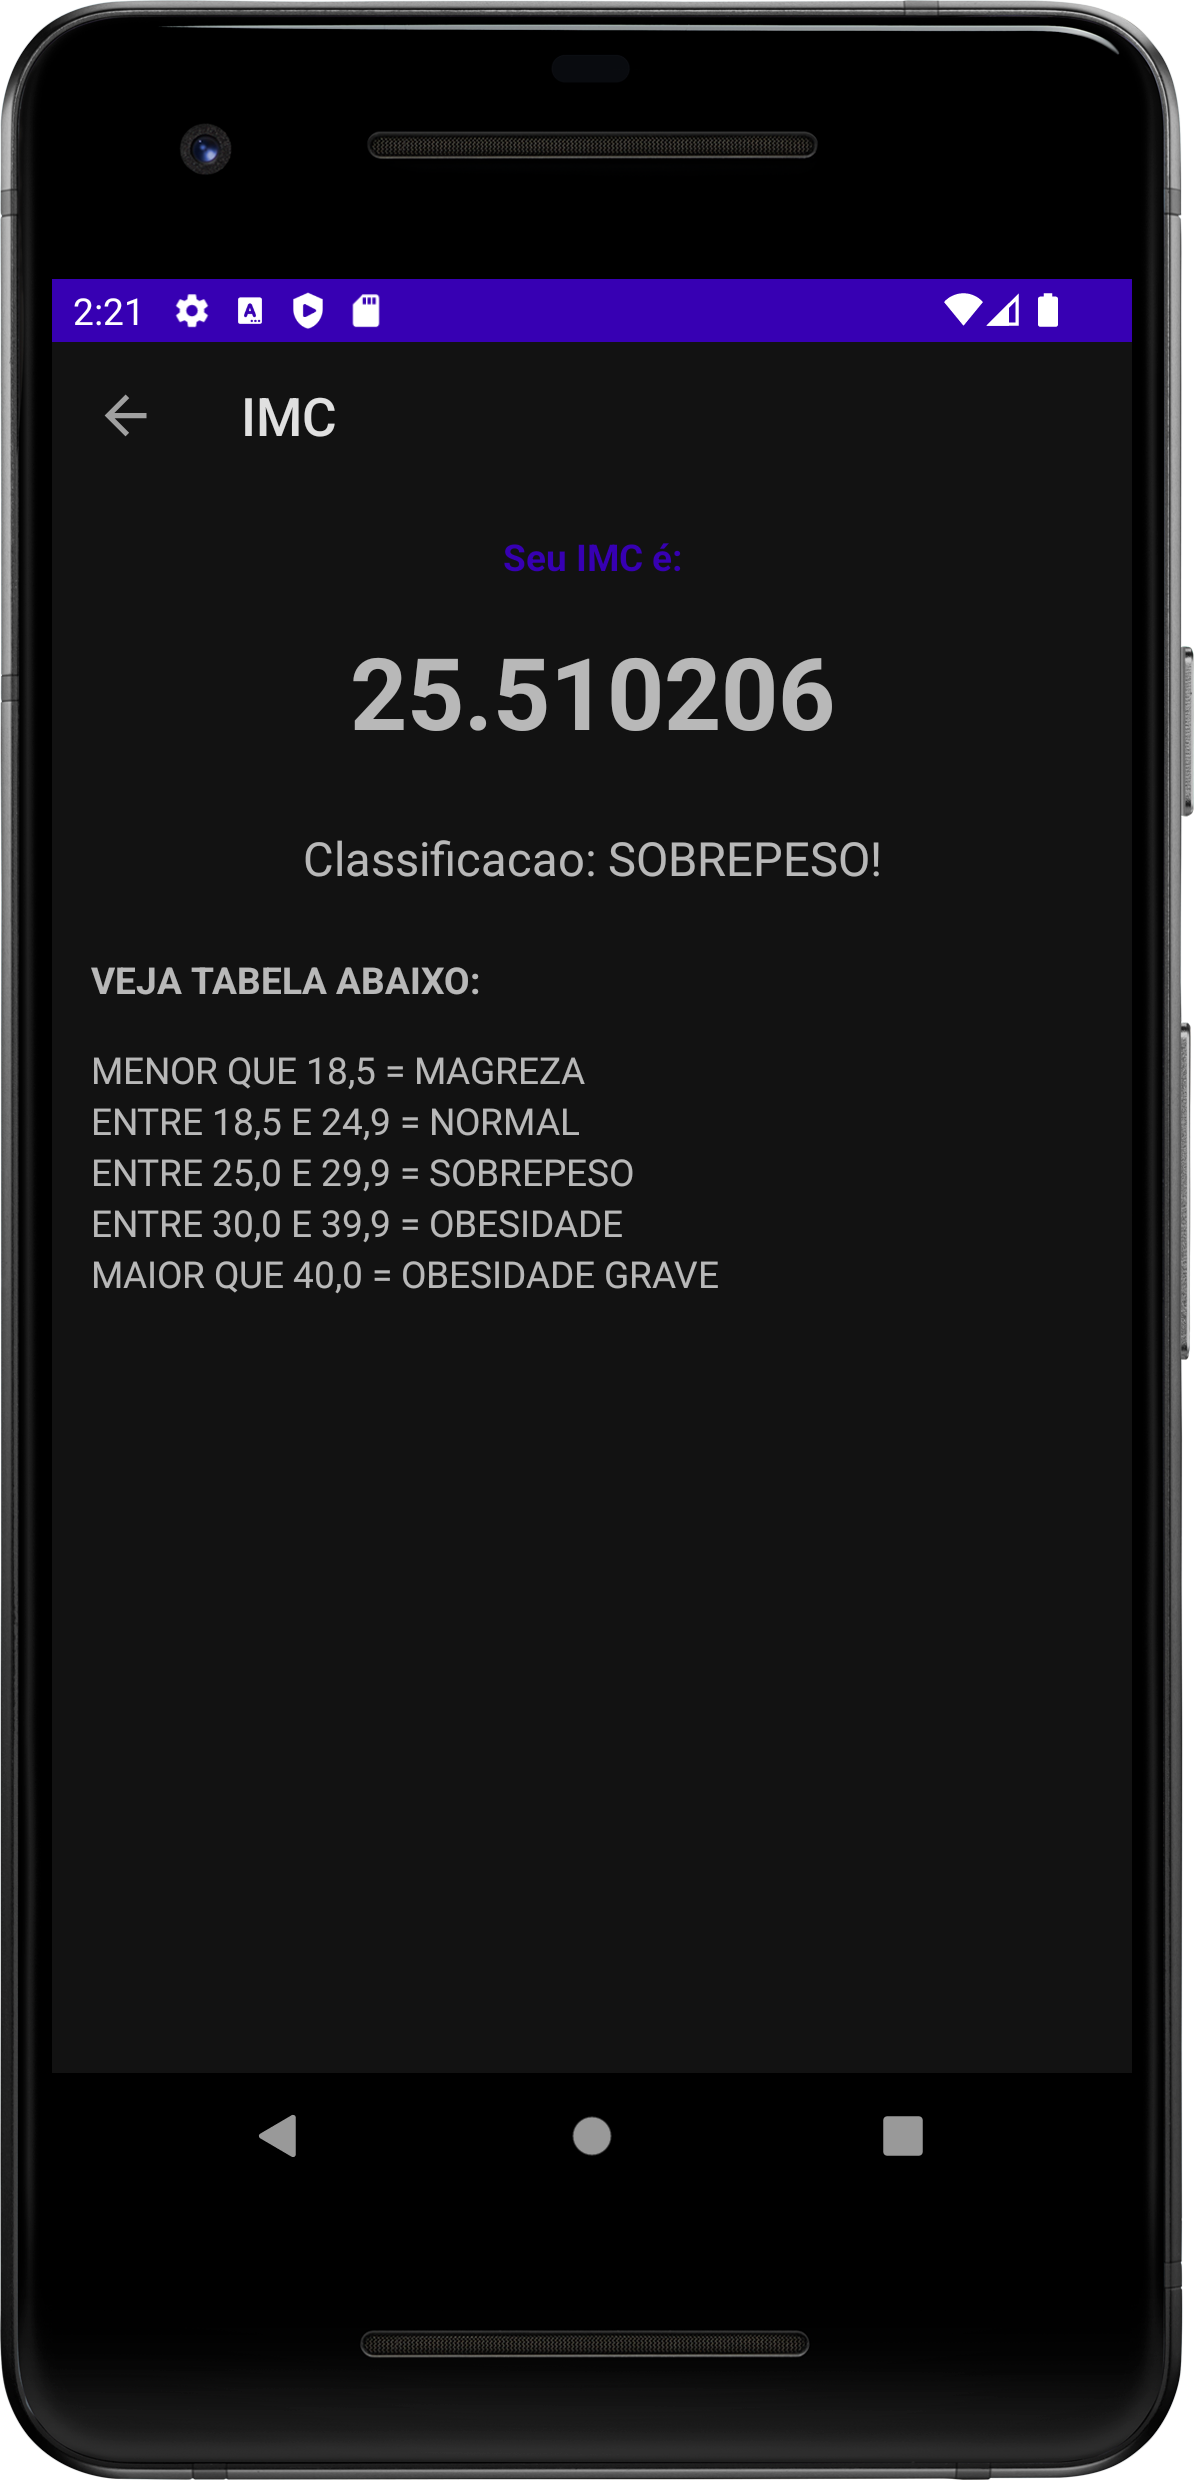 2:21
IMC
Seu IMC é:
25.510206
Classificacao: SOBREPESO!
VEJA TABELA ABAIXO:
MENOR QUE 18,5 = MAGREZA
ENTRE 18,5 E 24,9 = NORMAL
ENTRE 25,0 E 29,9 = SOBREPESO
ENTRE 30,0 E 39,9 = OBESIDADE
MAIOR QUE 40,0 = OBESIDADE GRAVE